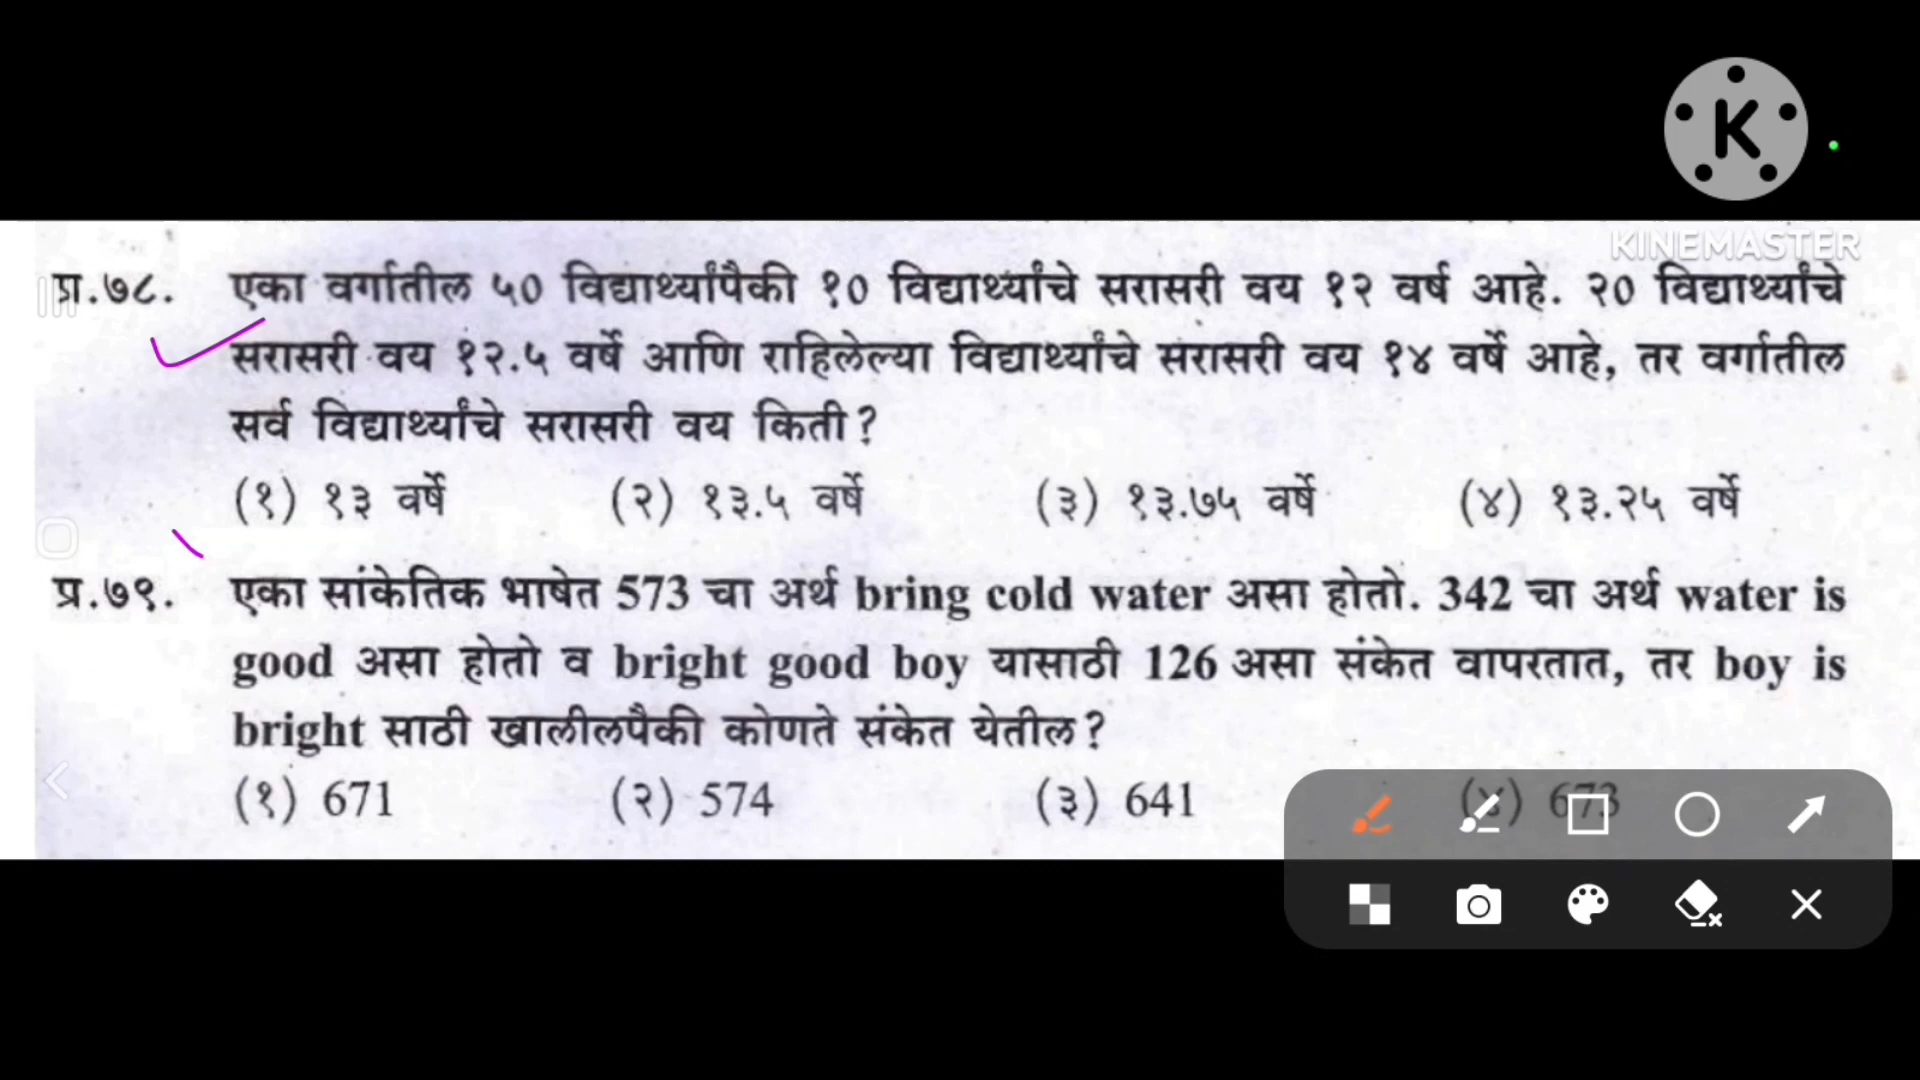 K
KINEMASTER
प्र.७८. एका वर्गातील ५० विद्यार्थ्यांपैकी १० विद्यार्थ्यांचे सरासरी वय १२ वर्ष आहे. २० विद्यार्थ्यांचे
सरासरी वय १२.५ वर्षे आणि राहिलेल्या विद्यार्थ्यांचे सरासरी वय १४ वर्षे आहे, तर वर्गातील
सर्व विद्यार्थ्यांचे सरासरी वय किती?
(१) १३ वर्षे (२) १३.५ वर्षे (३) १३.७५ वर्षे (४) १३.२५ वर्षे
प्र.७९. एका सांकेतिक भाषेत 573 चा अर्थ bring cold water असा होतो. 342 चा अर्थ water is
good असा होतो व bright good boy यासाठी 126 असा संकेत वापरतात, तर boy is
bright साठी खालीलपैकी कोणते संकेत येतील?
(१) 671 (२) 574 (३) 641 (४) 673